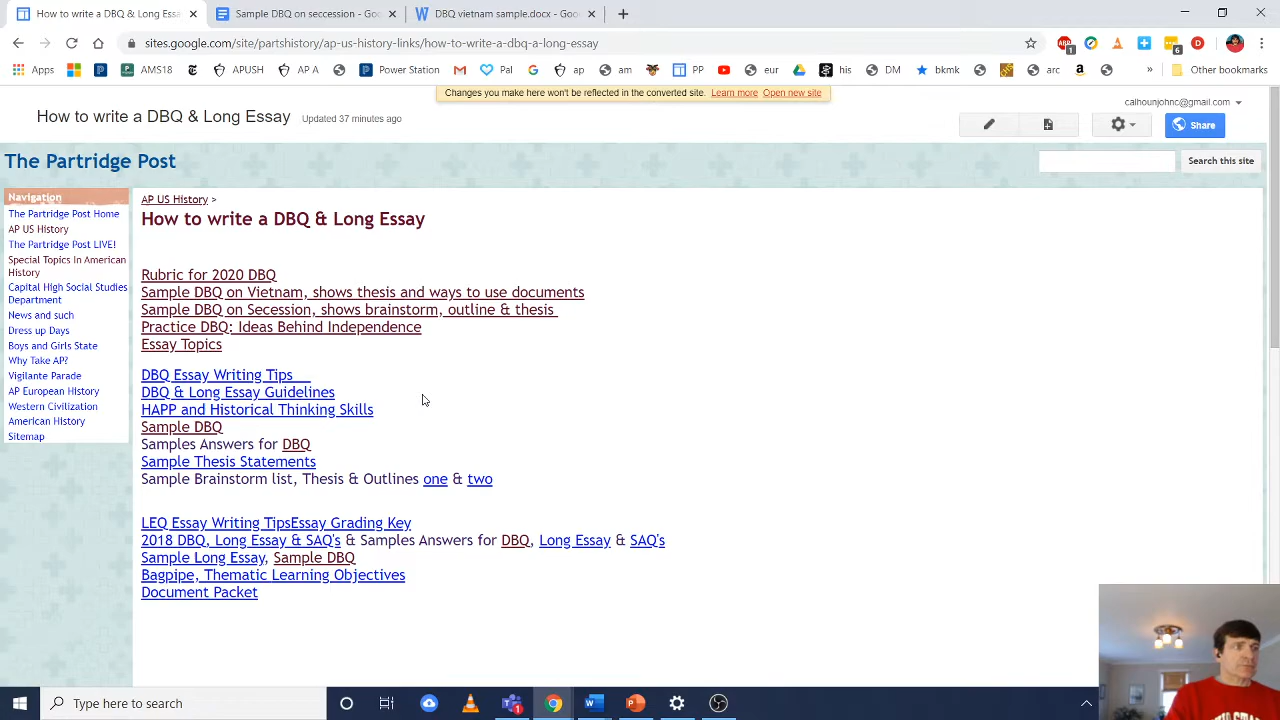 How to write a DBQ & Long Essay
Sample DBQ on seccession - Goo
DBQ vietnam sample.docx - Goo
sites.google.com/site/partshistory/ap-us-history-links/how-to-write-a-dbq-a-long-essay
Apps AMS18 APUSH AP A Power Station Pai ap am PP eur his DM bkmk arc » Other bookmarks
Changes you make here won't be reflected in the converted site. Learn more Open new site
calhounjohnc@gmail.com
How to write a DBQ & Long Essay Updated 37 minutes ago
Share
The Partridge Post
Search this site
Navigation
The Partridge Post Home
AP US History
The Partridge Post LIVE!
Special Topics In American
History
Capital High Social Studies
Department
News and such
Dress up Days
Boys and Girls State
Why Take AP?
Vigilante Parade
AP European History
Western Civilization
American History
Sitemap
AP US History >
How to write a DBQ & Long Essay
Rubric for 2020 DBQ
Sample DBQ on Vietnam, shows thesis and ways to use documents
Sample DBQ on Secession, shows brainstorm, outline & thesis
Practice DBQ: Ideas Behind Independence
Essay Topics
DBQ Essay Writing Tips
DBQ & Long Essay Guidelines
HAPP and Historical Thinking Skills
Sample DBQ
Samples Answers for DBQ
Sample Thesis Statements
Sample Brainstorm list, Thesis & Outlines one & two
LEQ Essay Writing TipsEssay Grading Key
2018 DBQ, Long Essay & SAQ's & Samples Answers for DBQ, Long Essay & SAQ's
Sample Long Essay, Sample DBQ
Bagpipe, Thematic Learning Objectives
Document Packet
Type here to search